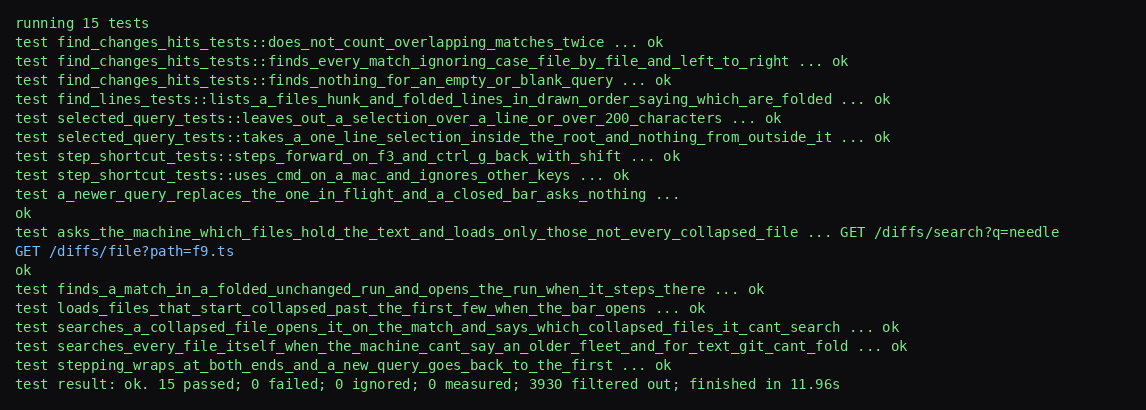 running 15 tests
test find_changes_hits_tests::does_not_count_overlapping_matches_twice ... ok
test find_changes_hits_tests::finds_every_match_ignoring_case_file_by_file_and_left_to_right ... ok
test find_changes_hits_tests::finds_nothing_for_an_empty_or_blank_query ... ok
test find_lines_tests::lists_a_files_hunk_and_folded_lines_in_drawn_order_saying_which_are_folded ... ok
test selected_query_tests::leaves_out_a_selection_over_a_line_or_over_200_characters ... ok
test selected_query_tests::takes_a_one_line_selection_inside_the_root_and_nothing_from_outside_it ... ok
test step_shortcut_tests::steps_forward_on_f3_and_ctrl_g_back_with_shift ... ok
test step_shortcut_tests::uses_cmd_on_a_mac_and_ignores_other_keys ... ok
test a_newer_query_replaces_the_one_in_flight_and_a_closed_bar_asks_nothing ...
ok
test asks_the_machine_which_files_hold_the_text_and_loads_only_those_not_every_collapsed_file ... GET /diffs/search?q=needle
GET /diffs/file?path=f9.ts
ok
test finds_a_match_in_a_folded_unchanged_run_and_opens_the_run_when_it_steps_there ... ok
test loads_files_that_start_collapsed_past_the_first_few_when_the_bar_opens ... ok
test searches_a_collapsed_file_opens_it_on_the_match_and_says_which_collapsed_files_it_cant_search ... ok
test searches_every_file_itself_when_the_machine_cant_say_an_older_fleet_and_for_text_git_cant_fold ... ok
test stepping_wraps_at_both_ends_and_a_new_query_goes_back_to_the_first ... ok
test result: ok. 15 passed; 0 failed; 0 ignored; 0 measured; 3930 filtered out; finished in 11.96s